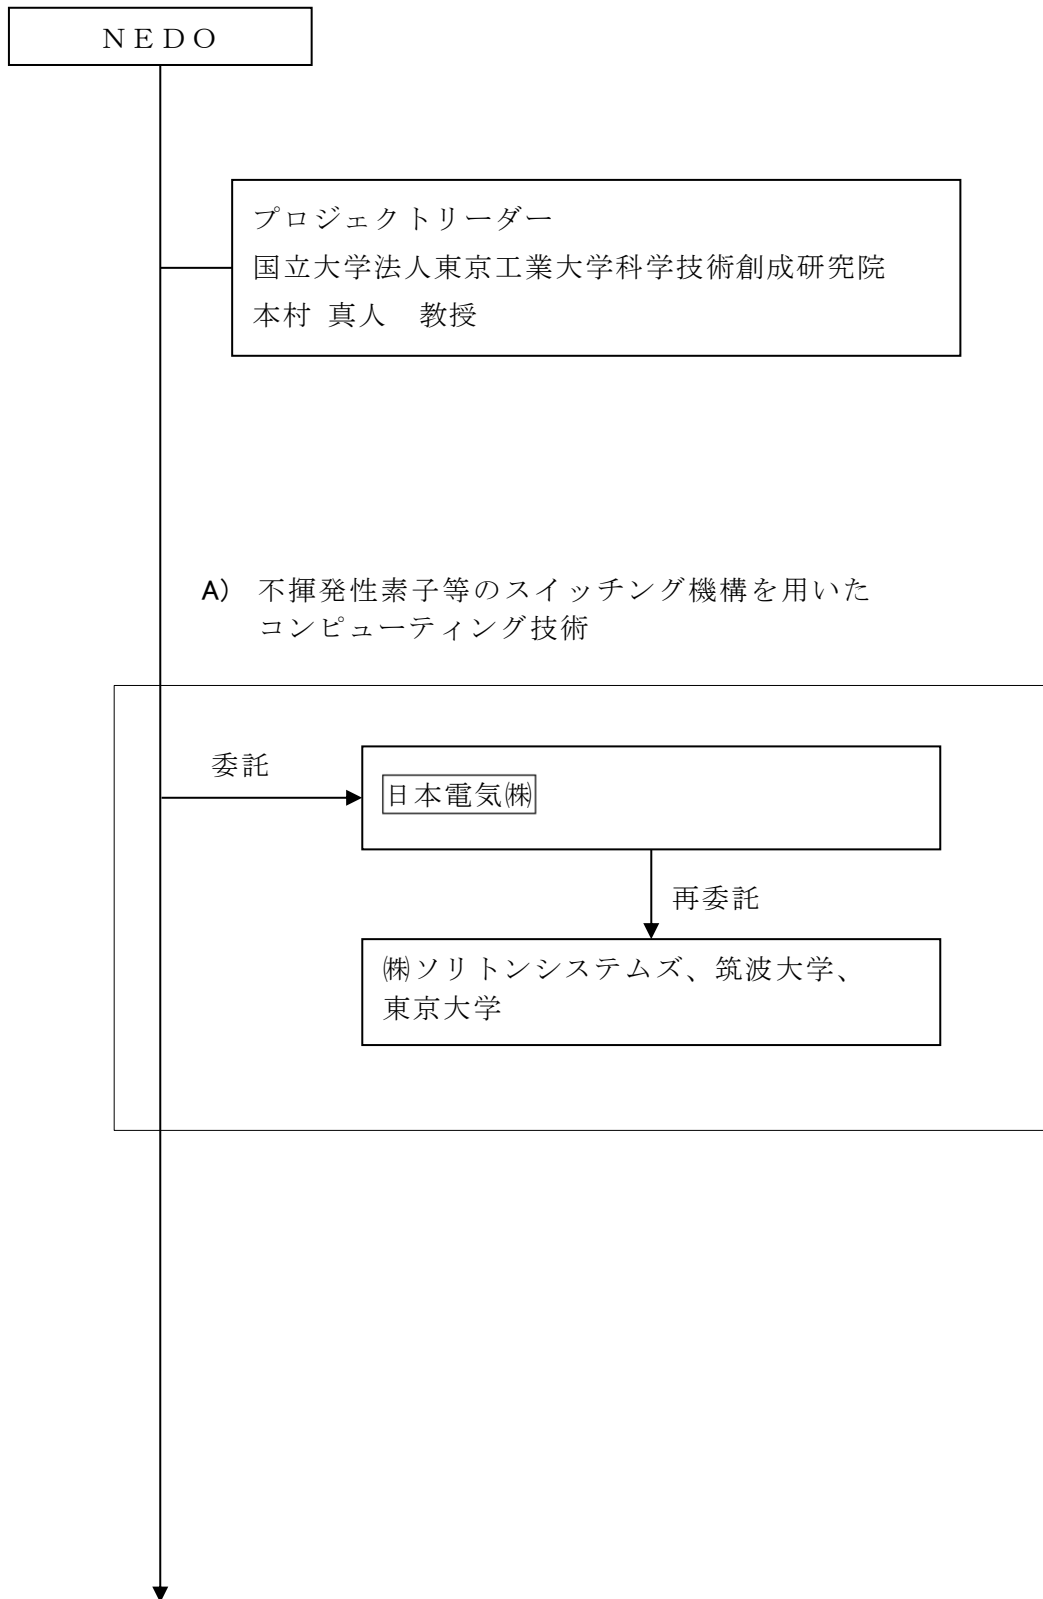 ＮＥＤＯ
プロジェクトリーダー
国立大学法人東京工業大学科学技術創成研究院
本村 真人　教授
A） 不揮発性素子等のスイッチング機構を用いた
コンピューティング技術
委託
日本電気㈱
再委託
㈱ソリトンシステムズ、筑波大学、
東京大学